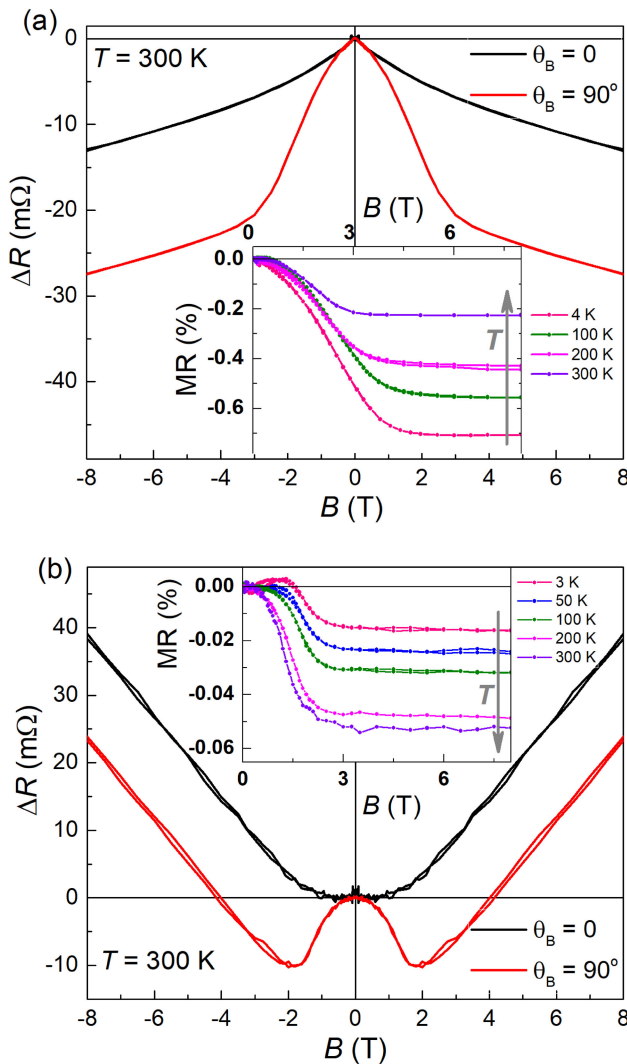 (a)
T = 300 K
θB = 0
θB = 90°
0
-10
-20
-30
-40
ΔR (mΩ)
-8 -6 -4 -2 0 2 4 6 8
B (T)
B (T)
0 3 6
0.0
-0.2
-0.4
-0.6
MR (%)
T
4 K
100 K
200 K
300 K
(b)
40
30
20
10
0
-10
ΔR (mΩ)
0.00
-0.02
-0.04
-0.06
MR (%)
T
3 K
50 K
100 K
200 K
300 K
0 3 6
B (T)
T = 300 K
θB = 0
θB = 90°
-8 -6 -4 -2 0 2 4 6 8
B (T)